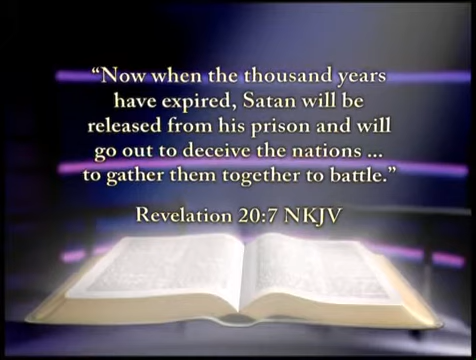 “Now when the thousand years
have expired, Satan will be
released from his prison and will
go out to deceive the nations ...
to gather them together to battle.”
Revelation 20:7 NKJV